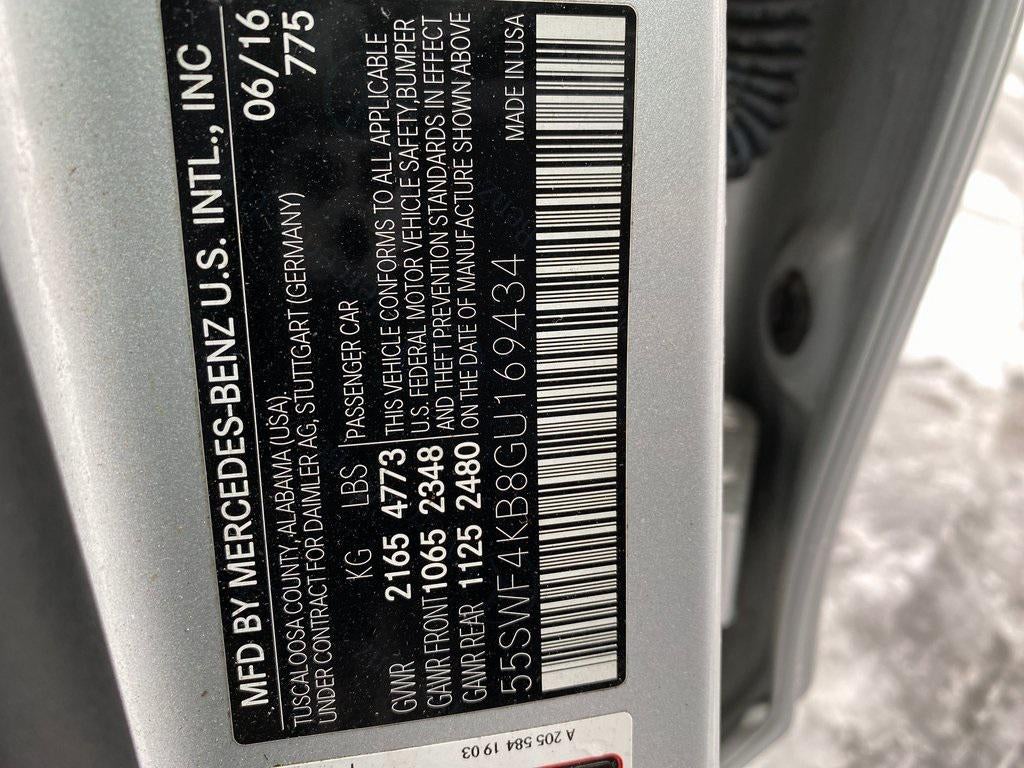 MFD BY MERCEDES-BENZ U.S. INTL., INC
06/16
775
TUSCALOOSA COUNTY, ALABAMA (USA),
UNDER CONTRACT FOR DAIMLER AG, STUTTGART (GERMANY)
KG LBS PASSENGER CAR
GVWR 2165 4773 THIS VEHICLE CONFORMS TO ALL APPLICABLE
GAWR FRONT 1065 2348 U.S. FEDERAL MOTOR VEHICLE SAFETY, BUMPER
AND THEFT PREVENTION STANDARDS IN EFFECT
GAWR REAR 1125 2480 ON THE DATE OF MANUFACTURE SHOWN ABOVE
55SWF4KB8GU169434 MADE IN USA
A 205 584 19 03